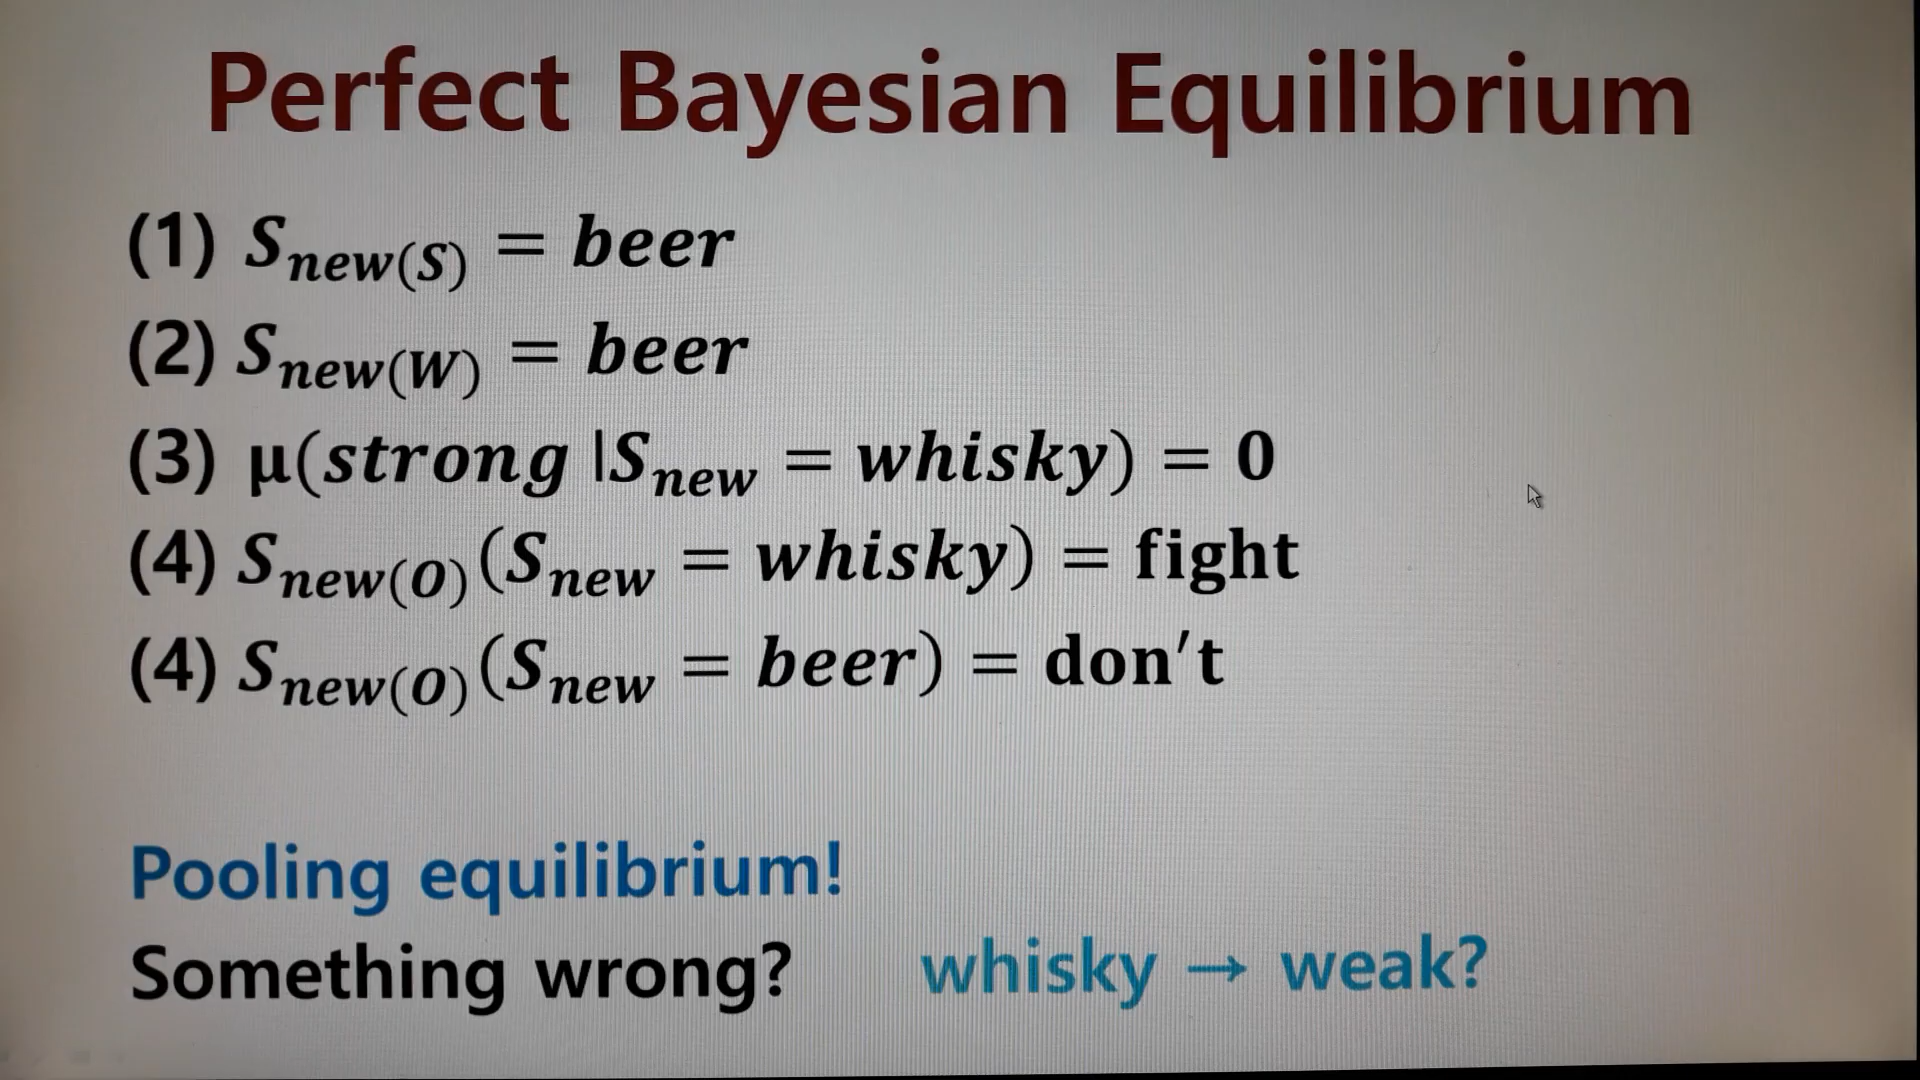 Perfect Bayesian Equilibrium
(1) S_new(S) = beer
(2) S_new(W) = beer
(3) μ(strong |S_new = whisky) = 0
(4) S_new(O)(S_new = whisky) = fight
(4) S_new(O)(S_new = beer) = don't
Pooling equilibrium!
Something wrong? whisky → weak?